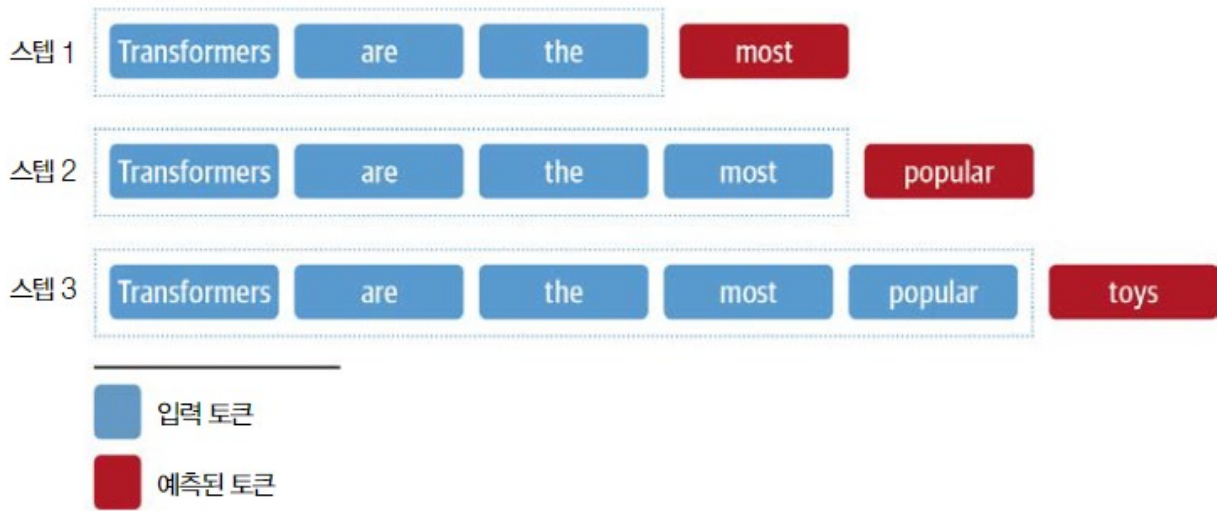 스텝 1 Transformers are the most
스텝 2 Transformers are the most popular
스텝 3 Transformers are the most popular toys
입력 토큰
예측된 토큰